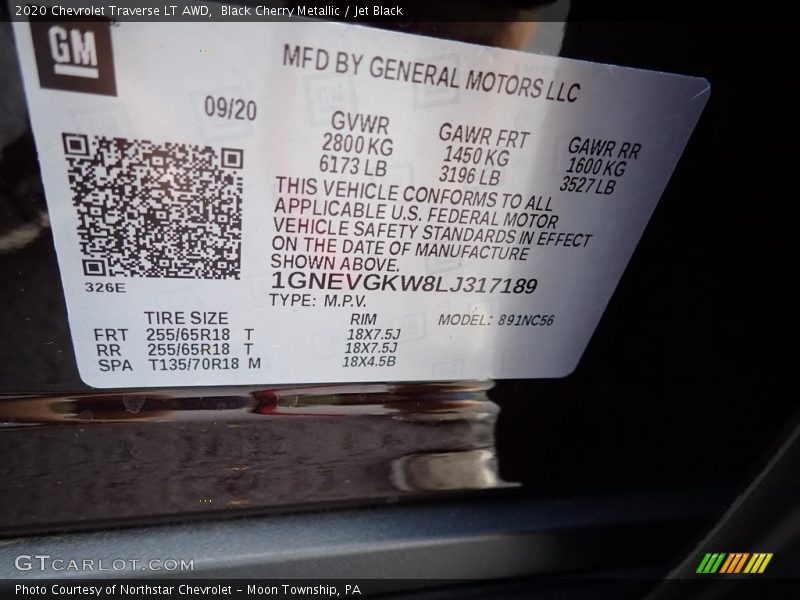 2020 Chevrolet Traverse LT AWD,  Black Cherry Metallic / Jet Black
GM
MFD BY GENERAL MOTORS LLC
09/20
GVWR GAWR FRT GAWR RR
2800 KG 1450 KG 1600 KG
6173 LB 3196 LB 3527 LB
THIS VEHICLE CONFORMS TO ALL
APPLICABLE U.S. FEDERAL MOTOR
VEHICLE SAFETY STANDARDS IN EFFECT
ON THE DATE OF MANUFACTURE
SHOWN ABOVE.
326E
1GNEVGKW8LJ317189
TYPE: M.P.V.
TIRE SIZE RIM MODEL: 891NC56
FRT 255/65R18 T 18X7.5J
RR 255/65R18 T 18X7.5J
SPA T135/70R18 M 18X4.5B
GTCARLOT.COM
Photo Courtesy of Northstar Chevrolet - Moon Township, PA